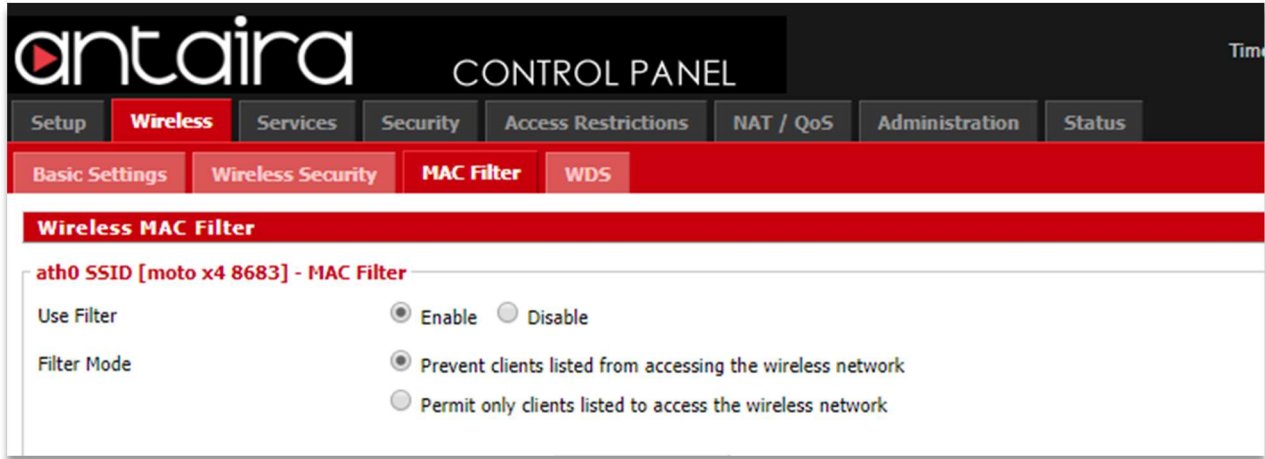 antaira CONTROL PANEL
Time
Setup Wireless Services Security Access Restrictions NAT / QoS Administration Status
Basic Settings Wireless Security MAC Filter WDS
Wireless MAC Filter
ath0 SSID [moto x4 8683] - MAC Filter
Use Filter Enable Disable
Filter Mode Prevent clients listed from accessing the wireless network
Permit only clients listed to access the wireless network